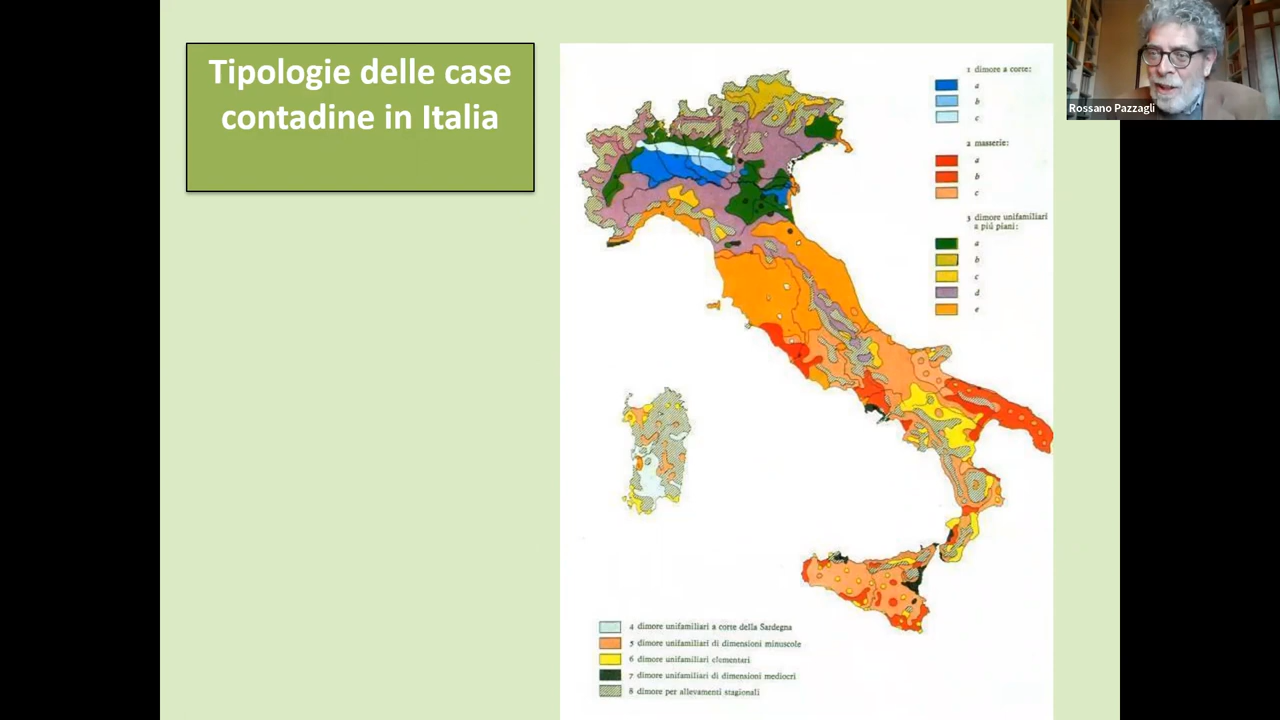 Tipologie delle case
contadine in Italia
Rossano Pazzagli
1 dimore a corte:
a
b
c
2 masserie:
a
b
c
3 dimore unifamiliari
a più piani:
a
b
c
d
e
4 dimore unifamiliari a corte della Sardegna
5 dimore unifamiliari di dimensioni minuscole
6 dimore unifamiliari elementari
7 dimore unifamiliari di dimensioni mediocri
8 dimore per allevamenti stagionali